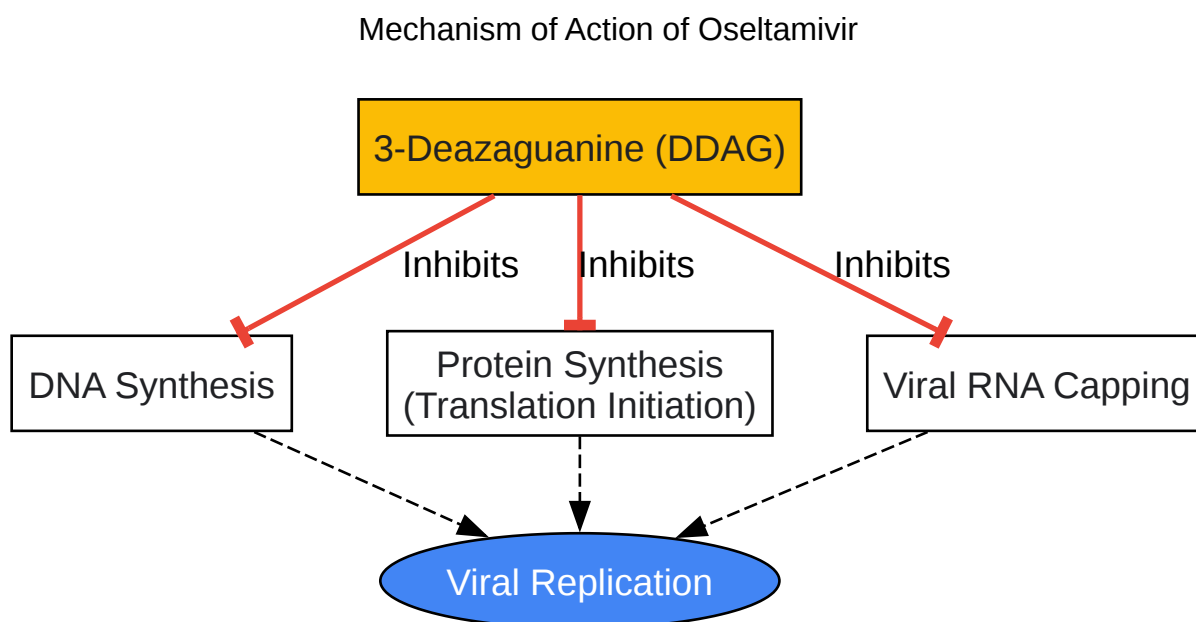 Mechanism of Action of Oseltamivir
3-Deazaguanine (DDAG)
Inhibits
Inhibits
Inhibits
DNA Synthesis
Protein Synthesis
(Translation Initiation)
Viral RNA Capping
Viral Replication